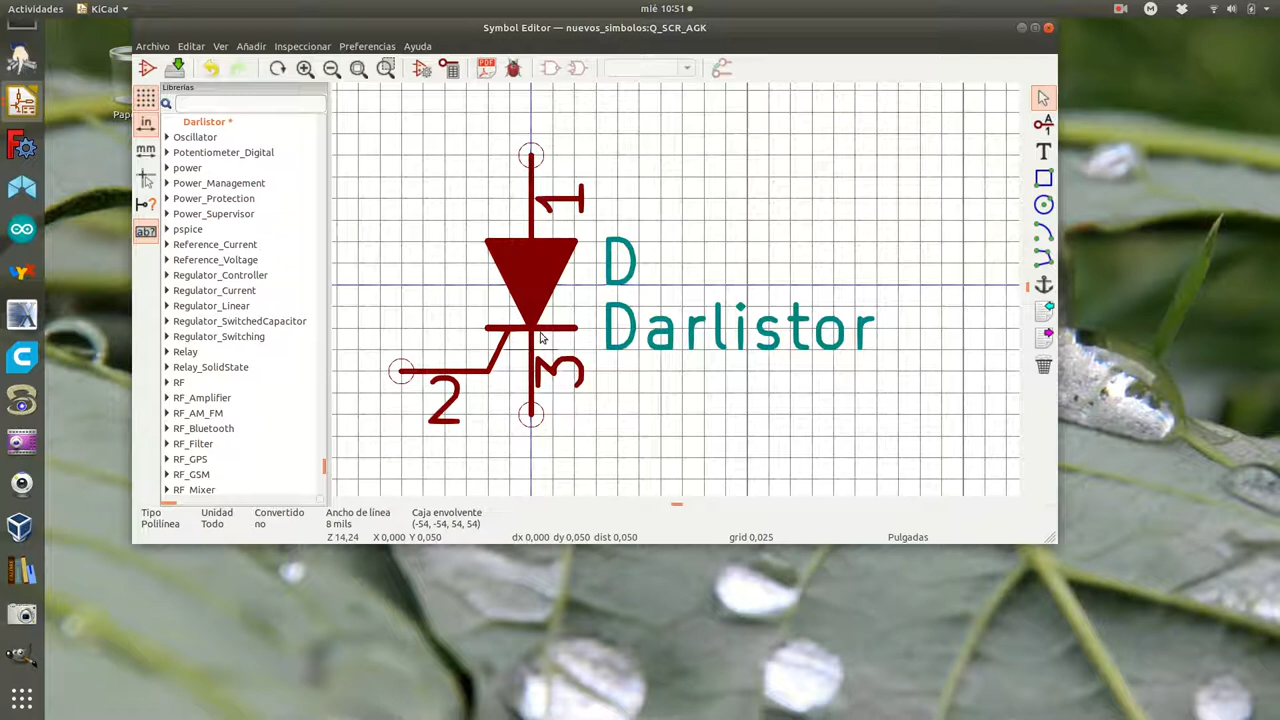 Actividades KiCad mié 10:51
Symbol Editor — nuevos_simbolos:Q_SCR_AGK
Archivo Editar Ver Añadir Inspeccionar Preferencias Ayuda
Librerías
Darlistor *
Oscillator
Potentiometer_Digital
power
Power_Management
Power_Protection
Power_Supervisor
pspice
Reference_Current
Reference_Voltage
Regulator_Controller
Regulator_Current
Regulator_Linear
Regulator_SwitchedCapacitor
Regulator_Switching
Relay
Relay_SolidState
RF
RF_Amplifier
RF_AM_FM
RF_Bluetooth
RF_Filter
RF_GPS
RF_GSM
RF_Mixer
in
mm
ab?
PDF
1
D
Darlistor
3
2
A
1
T
Tipo Unidad Convertido Ancho de línea Caja envolvente
Polilínea Todo no 8 mils (-54, -54, 54, 54)
Z 14,24 X 0,000 Y 0,050 dx 0,000 dy 0,050 dist 0,050 grid 0,025 Pulgadas